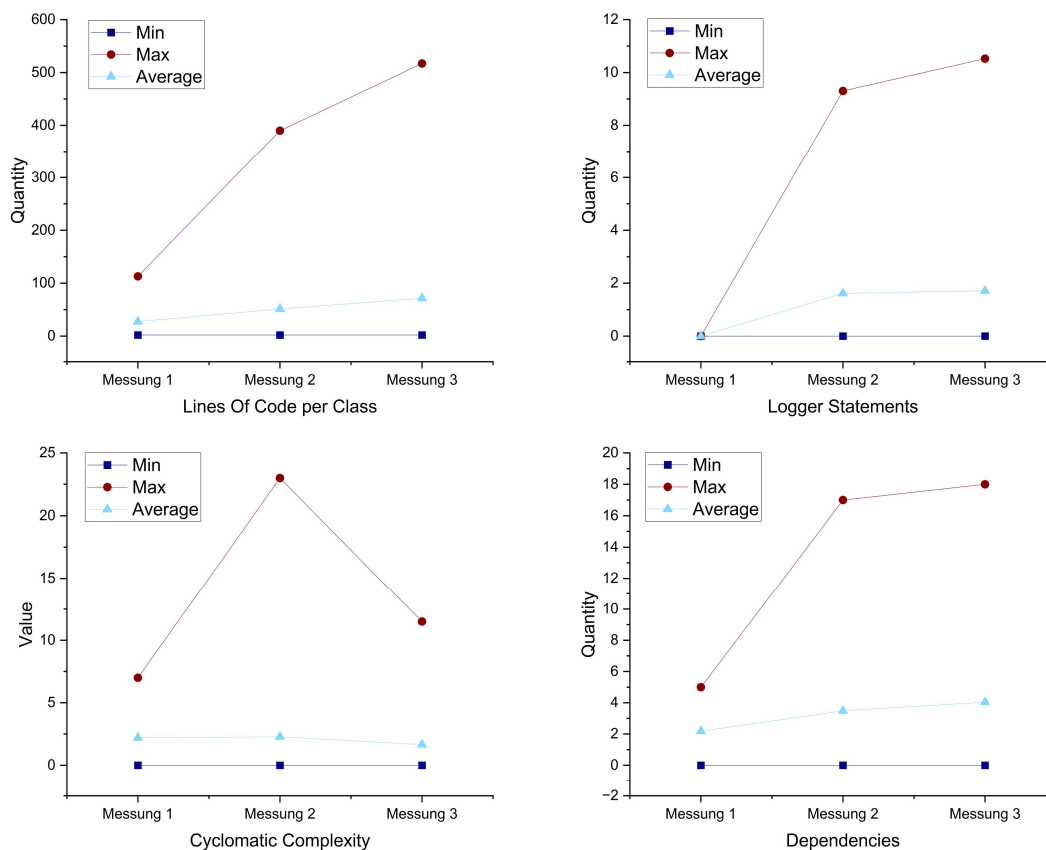 600
500
400
300
200
100
0
Quantity
Min
Max
Average
Messung 1
Messung 2
Messung 3
Lines Of Code per Class
12
10
8
6
4
2
0
Quantity
Min
Max
Average
Messung 1
Messung 2
Messung 3
Logger Statements
25
20
15
10
5
0
Value
Min
Max
Average
Messung 1
Messung 2
Messung 3
Cyclomatic Complexity
20
18
16
14
12
10
8
6
4
2
0
−2
Quantity
Min
Max
Average
Messung 1
Messung 2
Messung 3
Dependencies